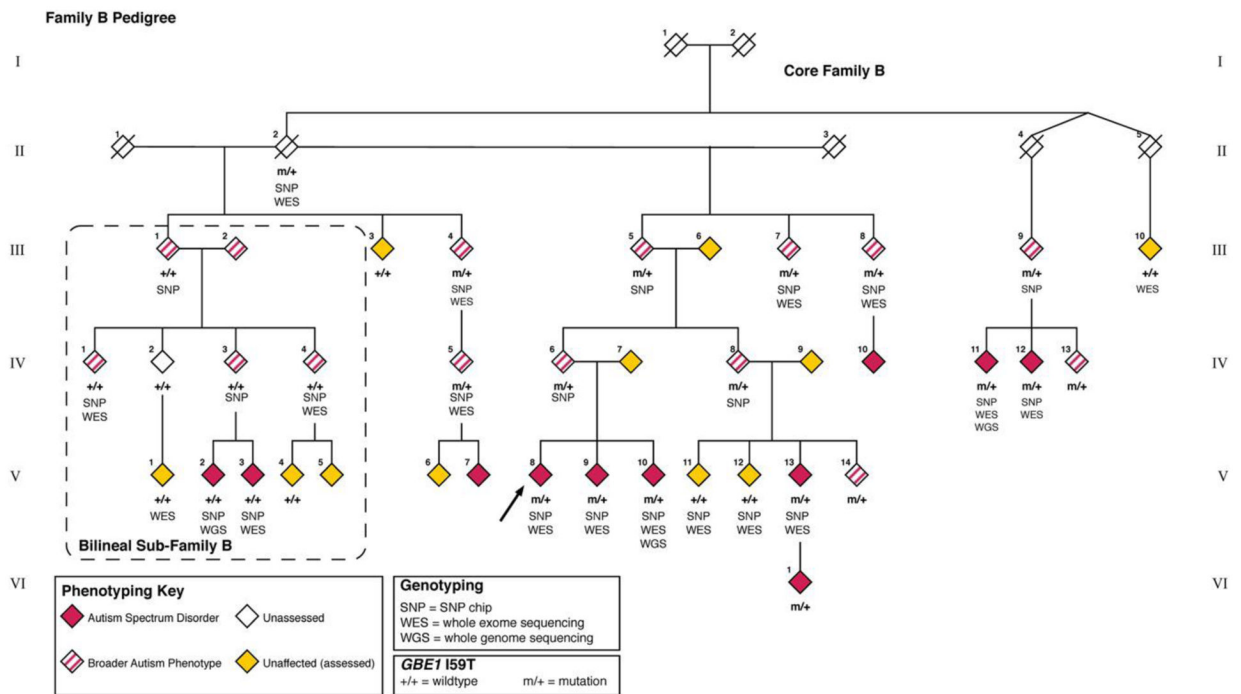 Family B Pedigree
I 1 2 I
Core Family B
II 1 2 3 4 5 II
m/+
SNP
WES
III 1 2 3 4 5 6 7 8 9 10 III
+/+ +/+ m/+ m/+ m/+ m/+ m/+ +/+
SNP SNP SNP SNP SNP SNP WES
WES WES WES
IV 1 2 3 4 5 6 7 8 9 10 11 12 13 IV
+/+ +/+ +/+ +/+ m/+ m/+ m/+ m/+ m/+ m/+
SNP SNP SNP SNP SNP SNP SNP SNP
WES WES WES WES WES
WGS
V 1 2 3 4 5 6 7 8 9 10 11 12 13 14 V
+/+ +/+ +/+ +/+ m/+ m/+ m/+ +/+ +/+ m/+ m/+
WES SNP SNP SNP SNP SNP SNP SNP SNP
WGS WES WES WES WES WES WES WES
WGS
Bilineal Sub-Family B
VI 1 VI
m/+
Phenotyping Key
Autism Spectrum Disorder Unassessed
Broader Autism Phenotype Unaffected (assessed)
Genotyping
SNP = SNP chip
WES = whole exome sequencing
WGS = whole genome sequencing
GBE1 I59T
+/+ = wildtype m/+ = mutation